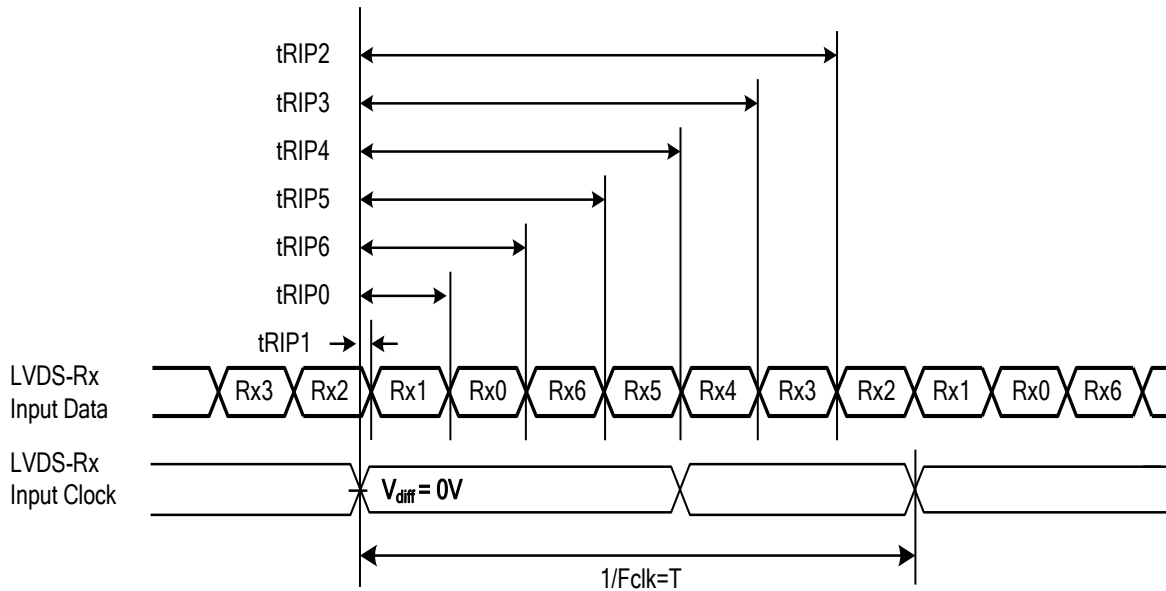 tRIP2
tRIP3
tRIP4
tRIP5
tRIP6
tRIP0
tRIP1
LVDS-Rx
Input Data
Rx3 Rx2 Rx1 Rx0 Rx6 Rx5 Rx4 Rx3 Rx2 Rx1 Rx0 Rx6
LVDS-Rx
Input Clock
Vdiff = 0V
1/Fclk=T